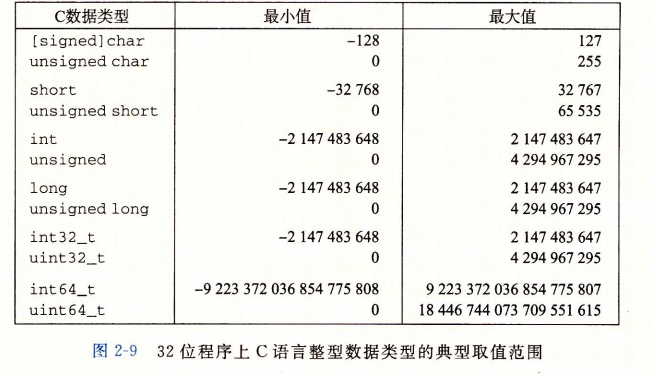 C数据类型 最小值 最大值
[signed]char −128 127
unsigned char 0 255
short −32 768 32 767
unsigned short 0 65 535
int −2 147 483 648 2 147 483 647
unsigned 0 4 294 967 295
long −2 147 483 648 2 147 483 647
unsigned long 0 4 294 967 295
int32_t −2 147 483 648 2 147 483 647
uint32_t 0 4 294 967 295
int64_t −9 223 372 036 854 775 808 9 223 372 036 854 775 807
uint64_t 0 18 446 744 073 709 551 615
图 2-9 32 位程序上 C 语言整型数据类型的典型取值范围